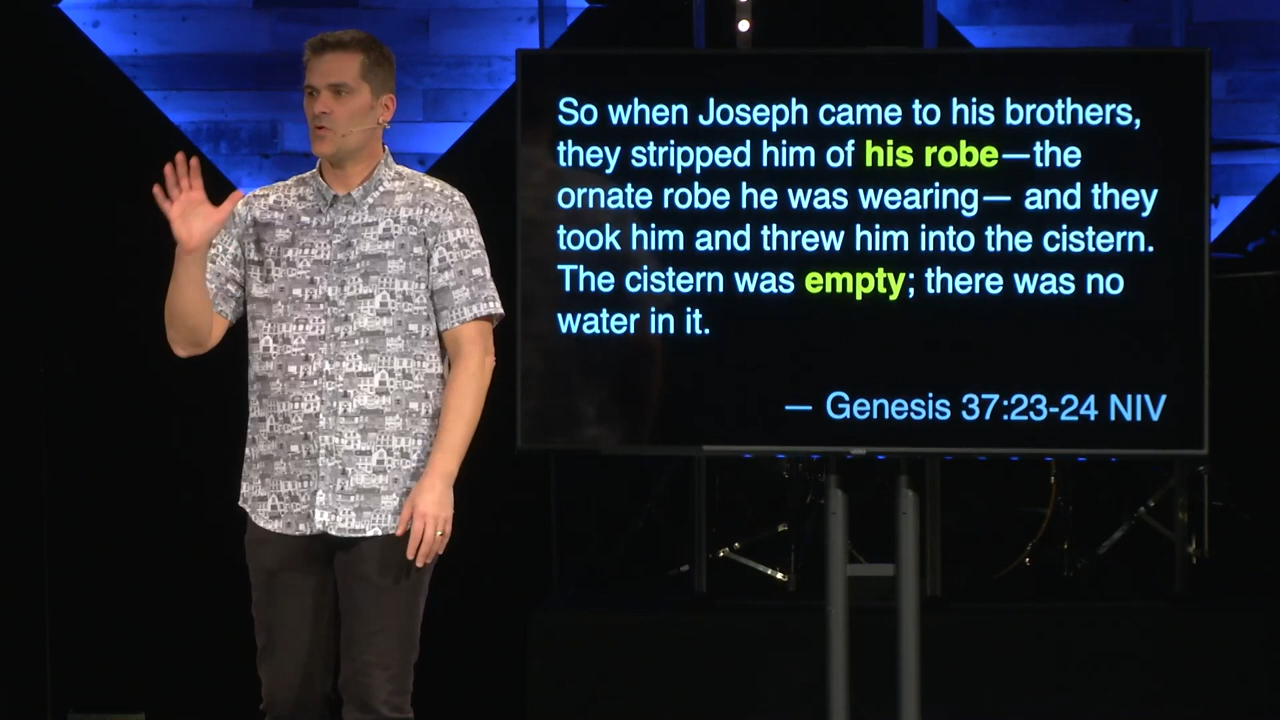 So when Joseph came to his brothers,
they stripped him of his robe—the
ornate robe he was wearing— and they
took him and threw him into the cistern.
The cistern was empty; there was no
water in it.
— Genesis 37:23-24 NIV